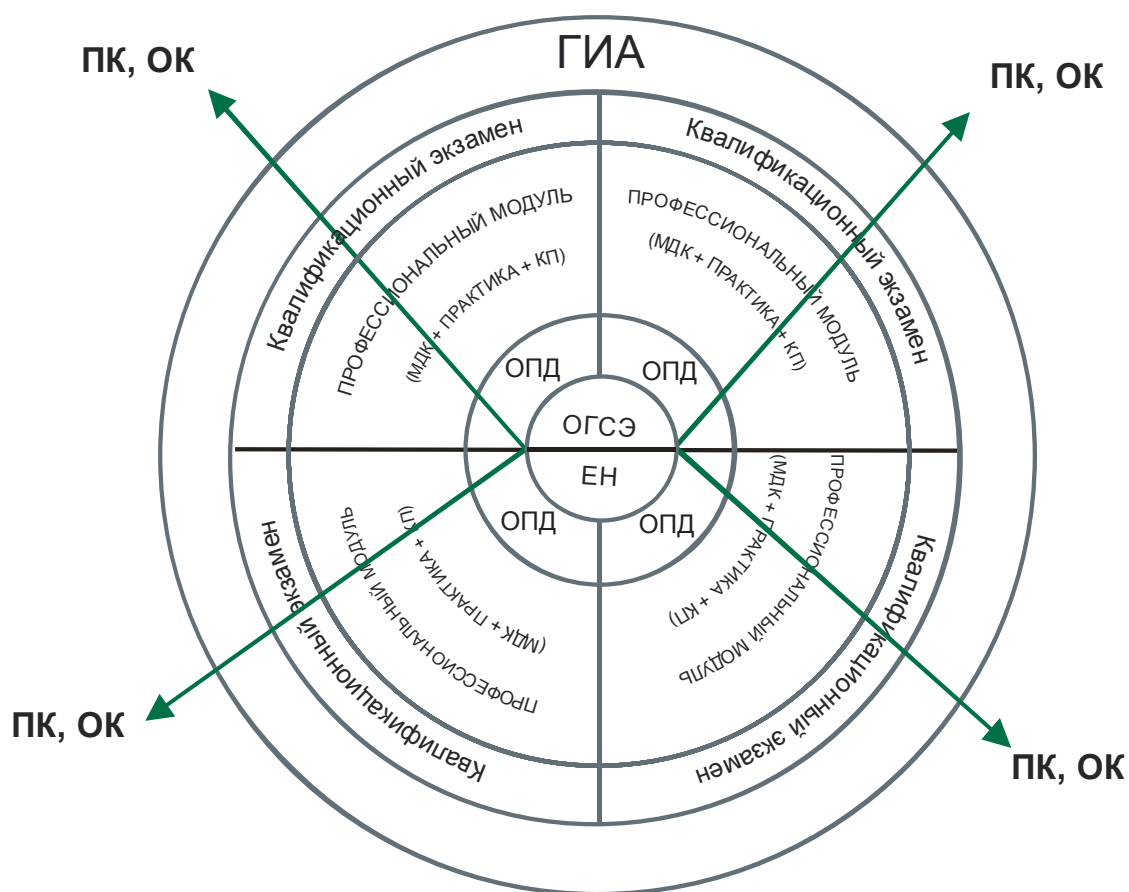 ГИА
ПК, ОК
ПК, ОК
Квалификационный экзамен
Квалификационный экзамен
ПРОФЕССИОНАЛЬНЫЙ МОДУЛЬ
ПРОФЕССИОНАЛЬНЫЙ МОДУЛЬ
(МДК + ПРАКТИКА + КП)
(МДК + ПРАКТИКА + КП)
ОПД
ОПД
ОГСЭ
ЕН
ОПД
ОПД
(МДК + ПРАКТИКА + КП)
(МДК + ПРАКТИКА + КП)
ПРОФЕССИОНАЛЬНЫЙ МОДУЛЬ
ПРОФЕССИОНАЛЬНЫЙ МОДУЛЬ
Квалификационный экзамен
Квалификационный экзамен
ПК, ОК
ПК, ОК